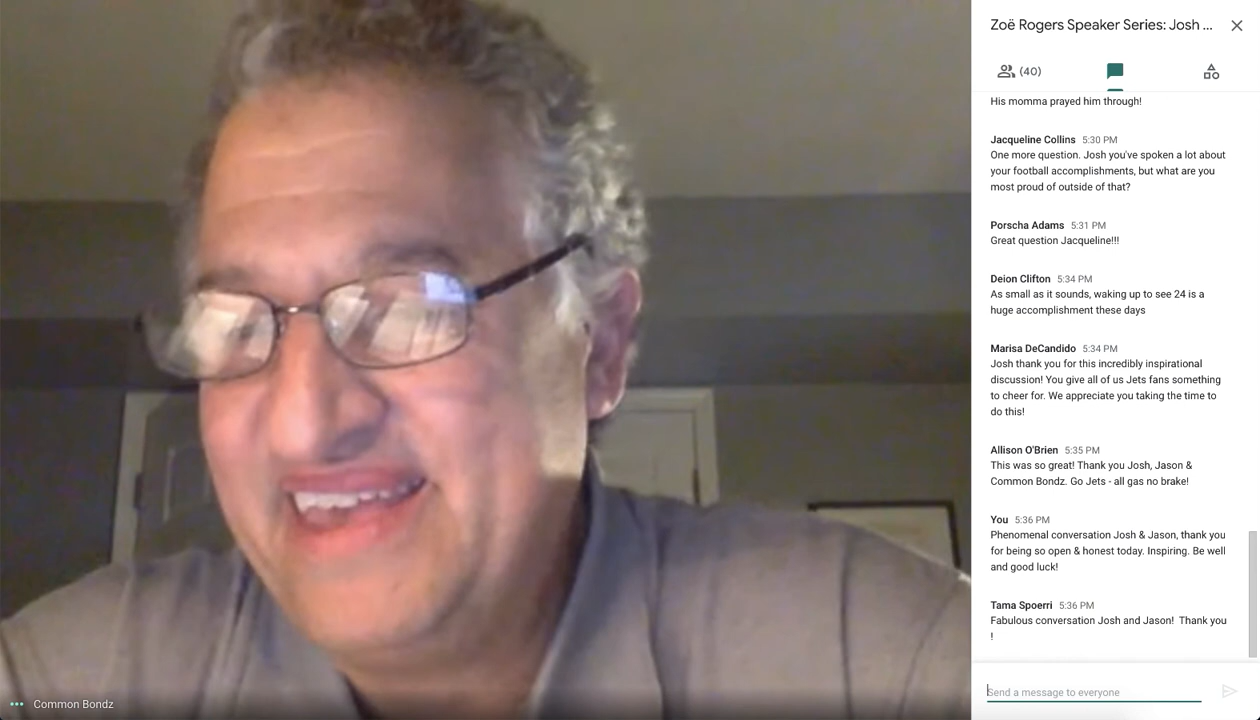 Zoë Rogers Speaker Series: Josh ...
(40)
His momma prayed him through!
Jacqueline Collins 5:30 PM
One more question. Josh you've spoken a lot about
your football accomplishments, but what are you
most proud of outside of that?
Porscha Adams 5:31 PM
Great question Jacqueline!!!
Deion Clifton 5:34 PM
As small as it sounds, waking up to see 24 is a
huge accomplishment these days
Marisa DeCandido 5:34 PM
Josh thank you for this incredibly inspirational
discussion! You give all of us Jets fans something
to cheer for. We appreciate you taking the time to
do this!
Allison O'Brien 5:35 PM
This was so great! Thank you Josh, Jason &
Common Bondz. Go Jets - all gas no brake!
You 5:36 PM
Phenomenal conversation Josh & Jason, thank you
for being so open & honest today. Inspiring. Be well
and good luck!
Tama Spoerri 5:36 PM
Fabulous conversation Josh and Jason!  Thank you
!
Send a message to everyone
Common Bondz